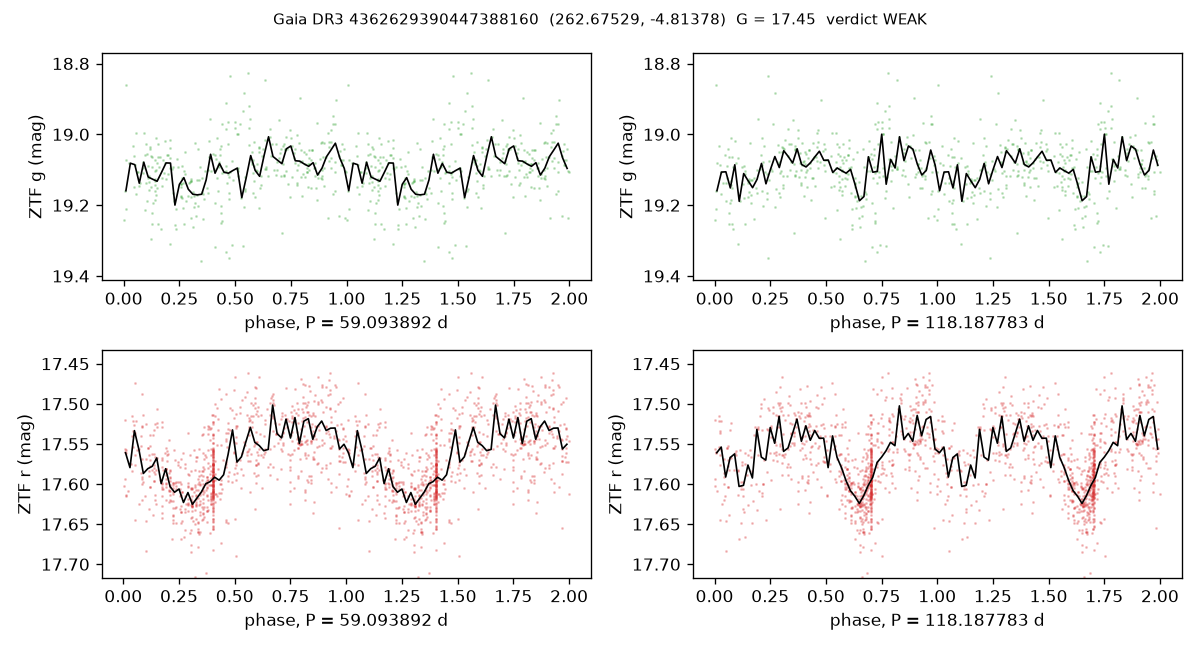 Gaia DR3 4362629390447388160 (262.67529, -4.81378) G = 17.45 verdict WEAK
18.8
19.0
19.2
19.4
ZTF g (mag)
0.00 0.25 0.50 0.75 1.00 1.25 1.50 1.75 2.00
phase, P = 59.093892 d
18.8
19.0
19.2
19.4
ZTF g (mag)
0.00 0.25 0.50 0.75 1.00 1.25 1.50 1.75 2.00
phase, P = 118.187783 d
17.45
17.50
17.55
17.60
17.65
17.70
ZTF r (mag)
0.00 0.25 0.50 0.75 1.00 1.25 1.50 1.75 2.00
phase, P = 59.093892 d
17.45
17.50
17.55
17.60
17.65
17.70
ZTF r (mag)
0.00 0.25 0.50 0.75 1.00 1.25 1.50 1.75 2.00
phase, P = 118.187783 d